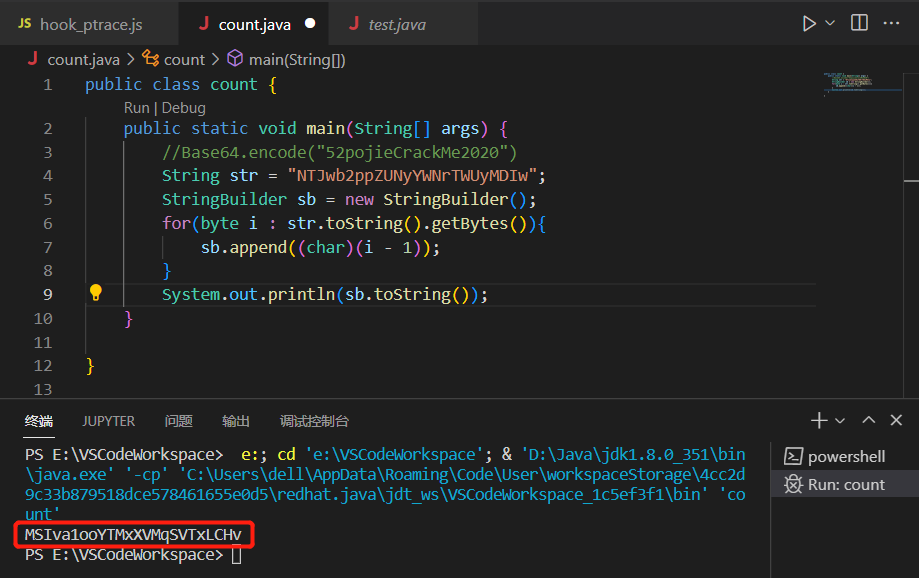 JS hook_ptrace.js J count.java ● J test.java
J count.java > count > main(String[])
1 public class count {
Run | Debug
2 public static void main(String[] args) {
3 //Base64.encode("52pojieCrackMe2020")
4 String str = "NTJwb2ppZUNyYWNrTWUyMDIw";
5 StringBuilder sb = new StringBuilder();
6 for(byte i : str.toString().getBytes()){
7 sb.append((char)(i - 1));
8 }
9 System.out.println(sb.toString());
10 }
11
12 }
13
终端 JUPYTER 问题 输出 调试控制台
PS E:\VSCodeWorkspace> e:; cd 'e:\VSCodeWorkspace'; & 'D:\Java\jdk1.8.0_351\bin
\java.exe' '-cp' 'C:\Users\dell\AppData\Roaming\Code\User\workspaceStorage\4cc2d
9c33b879518dce578461655e0d5\redhat.java\jdt_ws\VSCodeWorkspace_1c5ef3f1\bin' 'co
unt'
MSIva1ooYTMxXVMqSVTxLCHv
PS E:\VSCodeWorkspace>
powershell
Run: count